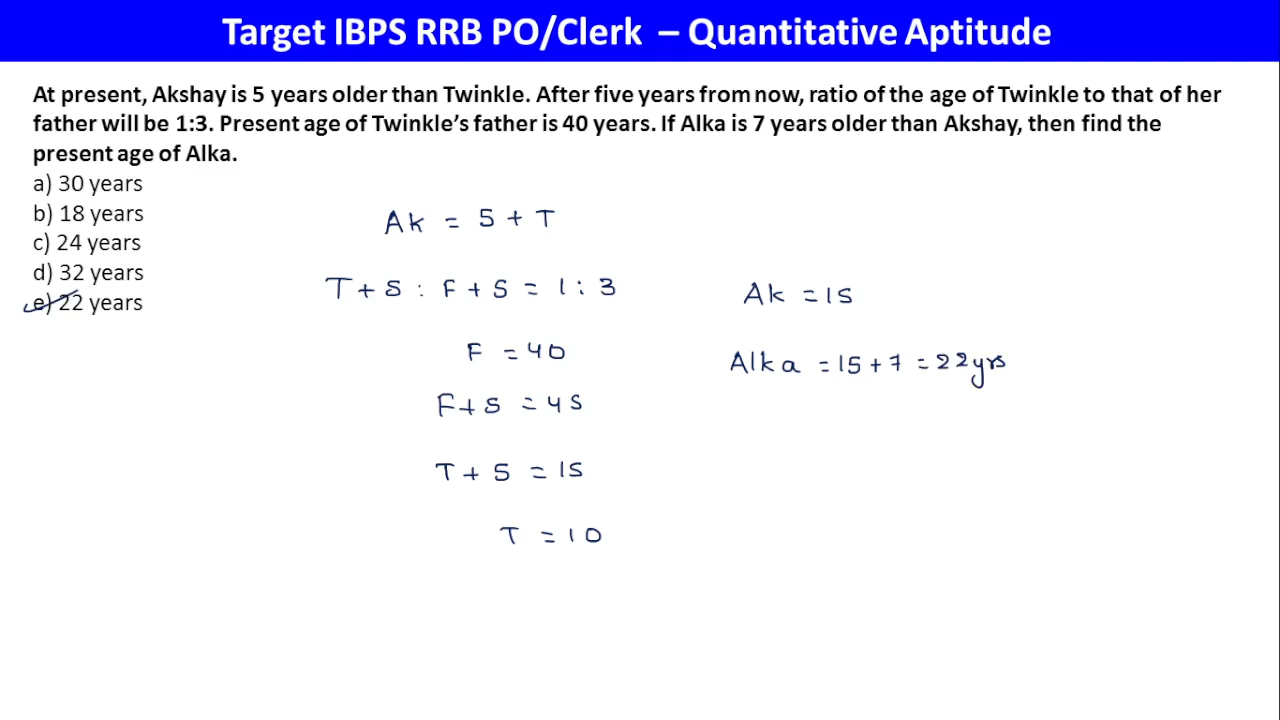 Target IBPS RRB PO/Clerk – Quantitative Aptitude
At present, Akshay is 5 years older than Twinkle. After five years from now, ratio of the age of Twinkle to that of her
father will be 1:3. Present age of Twinkle’s father is 40 years. If Alka is 7 years older than Akshay, then find the
present age of Alka.
a) 30 years
b) 18 years
c) 24 years
d) 32 years
e) 22 years
Ak = 5 + T
T + 5 : F + 5 = 1 : 3
F = 40
F + 5 = 45
T + 5 = 15
T = 10
Ak = 15
Alka = 15 + 7 = 22yrs